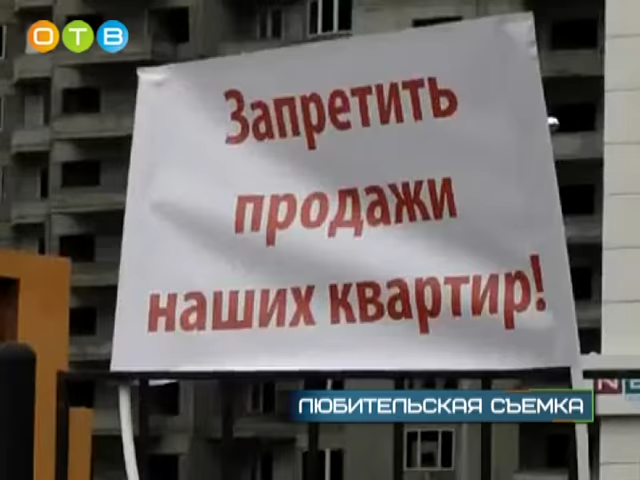 ОТВ
Запретить
продажи
наших квартир!
ЛЮБИТЕЛЬСКАЯ СЪЕМКА